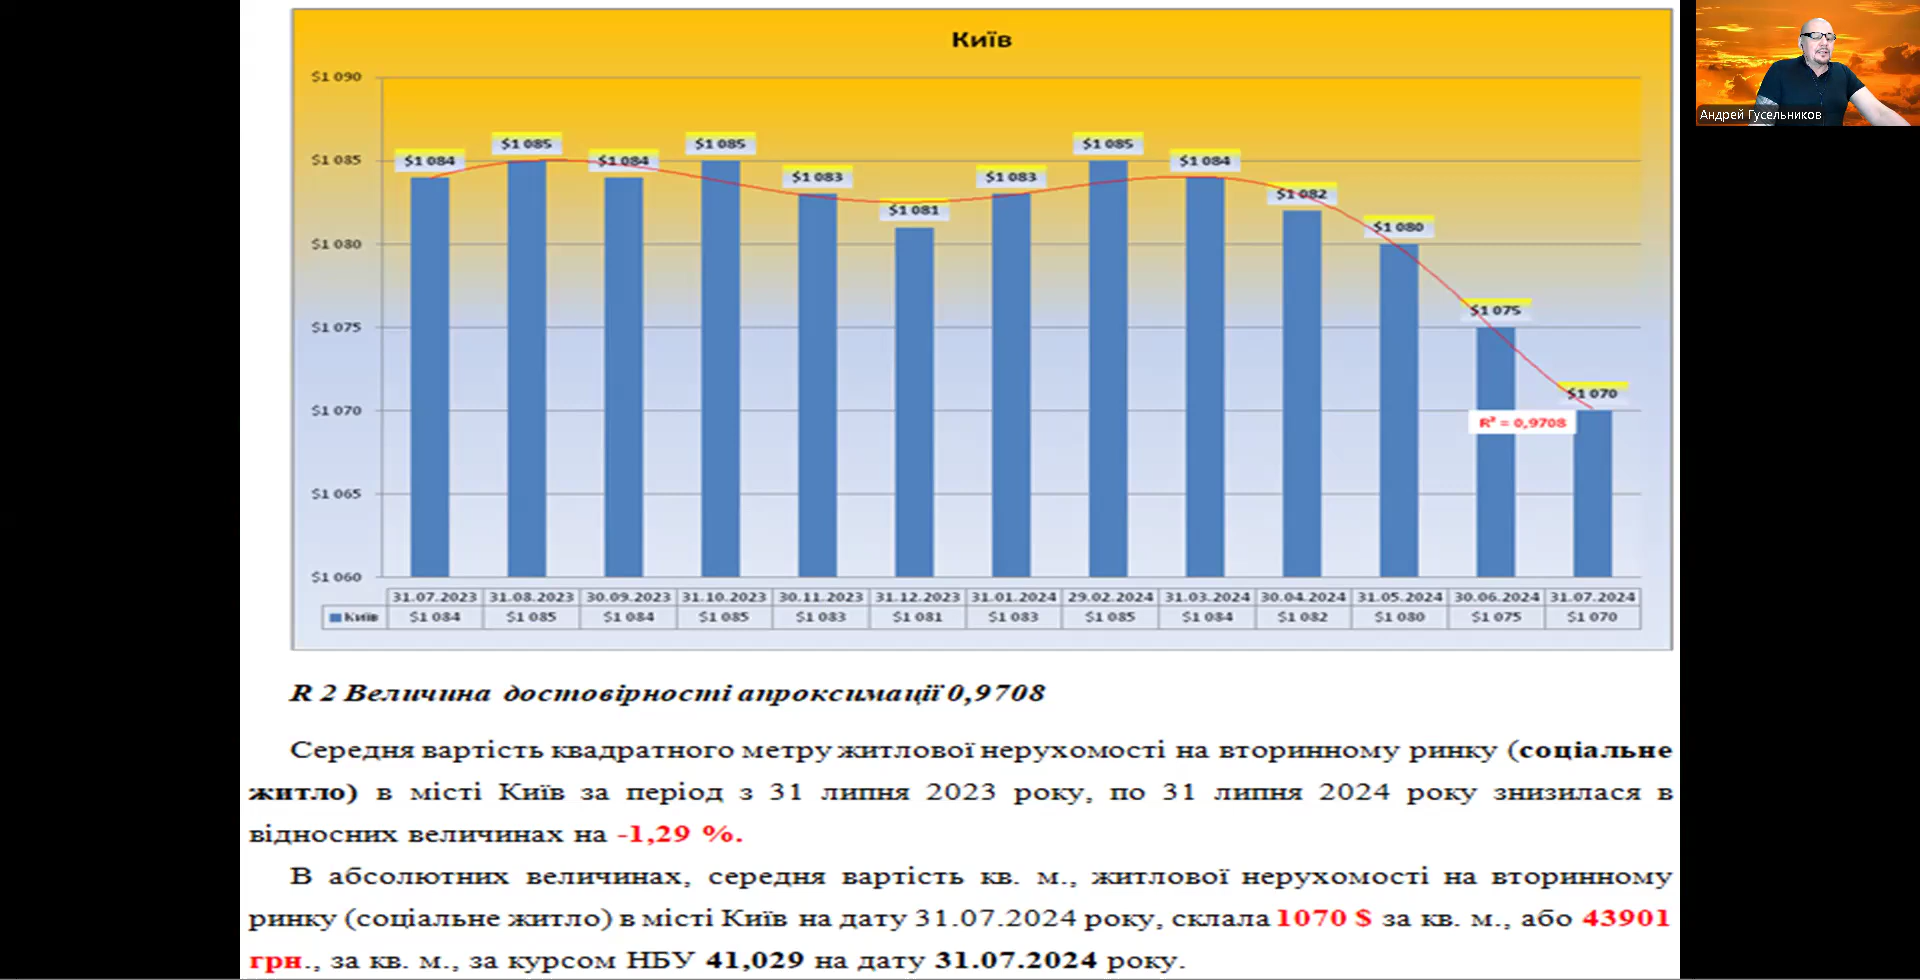 Київ
$1 090
$1 085
$1 080
$1 075
$1 070
$1 065
$1 060
$1 084
$1 085
$1 084
$1 085
$1 083
$1 081
$1 083
$1 085
$1 084
$1 082
$1 080
$1 075
$1 070
R² = 0,9708
31.07.2023 31.08.2023 30.09.2023 31.10.2023 30.11.2023 31.12.2023 31.01.2024 29.02.2024 31.03.2024 30.04.2024 31.05.2024 30.06.2024 31.07.2024
Київ $1 084 $1 085 $1 084 $1 085 $1 083 $1 081 $1 083 $1 085 $1 084 $1 082 $1 080 $1 075 $1 070
R 2 Величина достовірності апроксимації 0,9708
Середня вартість квадратного метру житлової нерухомості на вторинному ринку (соціальне
житло) в місті Київ за період з 31 липня 2023 року, по 31 липня 2024 року знизилася в
відносних величинах на -1,29 %.
В абсолютних величинах, середня вартість кв. м., житлової нерухомості на вторинному
ринку (соціальне житло) в місті Київ на дату 31.07.2024 року, склала 1070 $ за кв. м., або 43901
грн., за кв. м., за курсом НБУ 41,029 на дату 31.07.2024 року.
Андрей Гусельников